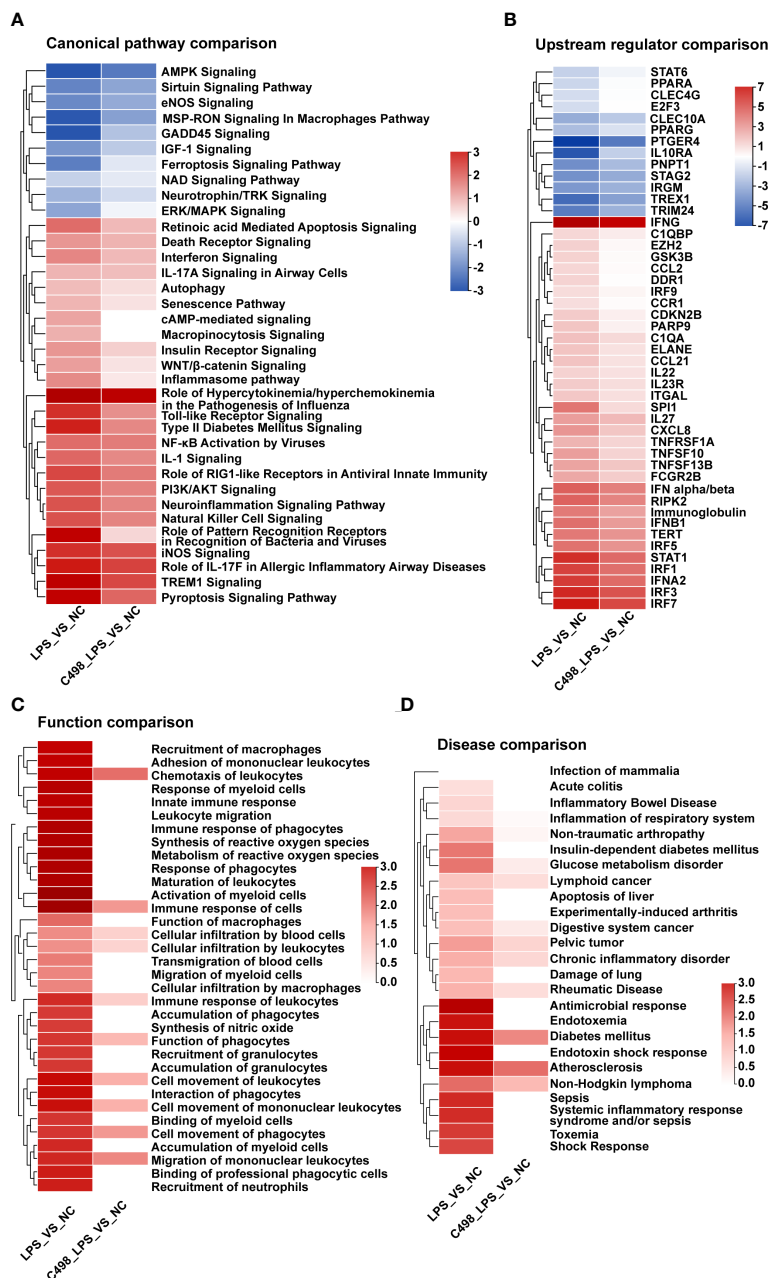 A
Canonical pathway comparison
AMPK Signaling
Sirtuin Signaling Pathway
eNOS Signaling
MSP-RON Signaling In Macrophages Pathway
GADD45 Signaling
IGF-1 Signaling
Ferroptosis Signaling Pathway
NAD Signaling Pathway
Neurotrophin/TRK Signaling
ERK/MAPK Signaling
Retinoic acid Mediated Apoptosis Signaling
Death Receptor Signaling
Interferon Signaling
IL-17A Signaling in Airway Cells
Autophagy
Senescence Pathway
cAMP-mediated signaling
Macropinocytosis Signaling
Insulin Receptor Signaling
WNT/β-catenin Signaling
Inflammasome pathway
Role of Hypercytokinemia/hyperchemokinemia
in the Pathogenesis of Influenza
Toll-like Receptor Signaling
Type II Diabetes Mellitus Signaling
NF-κB Activation by Viruses
IL-1 Signaling
Role of RIG1-like Receptors in Antiviral Innate Immunity
PI3K/AKT Signaling
Neuroinflammation Signaling Pathway
Natural Killer Cell Signaling
Role of Pattern Recognition Receptors
in Recognition of Bacteria and Viruses
iNOS Signaling
Role of IL-17F in Allergic Inflammatory Airway Diseases
TREM1 Signaling
Pyroptosis Signaling Pathway
3
2
1
0
-1
-2
-3
LPS_VS_NC
C498_LPS_VS_NC
B
Upstream regulator comparison
STAT6
PPARA
CLEC4G
E2F3
CLEC10A
PPARG
PTGER4
IL10RA
PNPT1
STAG2
IRGM
TREX1
TRIM24
IFNG
C1QBP
EZH2
GSK3B
CCL2
DDR1
IRF9
CCR1
CDKN2B
PARP9
C1QA
ELANE
CCL21
IL22
IL23R
ITGAL
SPI1
IL27
CXCL8
TNFRSF1A
TNFSF10
TNFSF13B
FCGR2B
IFN alpha/beta
RIPK2
Immunoglobulin
IFNB1
TERT
IRF5
STAT1
IRF1
IFNA2
IRF3
IRF7
7
5
2
0
-2
-5
-7
LPS_VS_NC
C498_LPS_VS_NC
C
Function comparison
Recruitment of macrophages
Adhesion of mononuclear leukocytes
Chemotaxis of leukocytes
Response of myeloid cells
Innate immune response
Leukocyte migration
Immune response of phagocytes
Synthesis of reactive oxygen species
Metabolism of reactive oxygen species
Response of phagocytes
Maturation of leukocytes
Activation of myeloid cells
Immune response of cells
Function of macrophages
Cellular infiltration by blood cells
Cellular infiltration by leukocytes
Transmigration of blood cells
Migration of myeloid cells
Cellular infiltration by macrophages
Immune response of leukocytes
Accumulation of phagocytes
Synthesis of nitric oxide
Function of phagocytes
Recruitment of granulocytes
Accumulation of granulocytes
Cell movement of leukocytes
Interaction of phagocytes
Cell movement of mononuclear leukocytes
Binding of myeloid cells
Cell movement of phagocytes
Accumulation of myeloid cells
Migration of mononuclear leukocytes
Binding of professional phagocytic cells
Recruitment of neutrophils
3.0
2.5
2.0
1.5
1.0
0.5
0.0
LPS_VS_NC
C498_LPS_VS_NC
D
Disease comparison
Infection of mammalia
Acute colitis
Inflammatory Bowel Disease
Inflammation of respiratory system
Non-traumatic arthropathy
Insulin-dependent diabetes mellitus
Glucose metabolism disorder
Lymphoid cancer
Apoptosis of liver
Experimentally-induced arthritis
Digestive system cancer
Pelvic tumor
Chronic inflammatory disorder
Damage of lung
Rheumatic Disease
Antimicrobial response
Endotoxemia
Diabetes mellitus
Endotoxin shock response
Atherosclerosis
Non-Hodgkin lymphoma
Sepsis
Systemic inflammatory response
syndrome and/or sepsis
Toxemia
Shock Response
3.0
2.5
2.0
1.5
1.0
0.5
0.0
LPS_VS_NC
C498_LPS_VS_NC